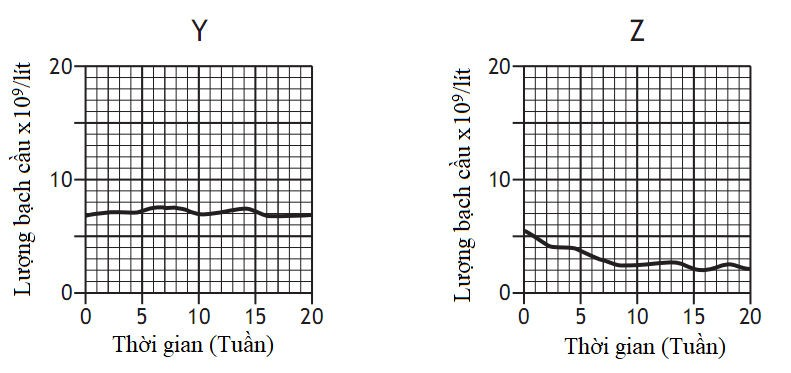 Y
Lượng bạch cầu x10⁹/lít
20
10
0
0 5 10 15 20
Thời gian (Tuần)
Z
Lượng bạch cầu x10⁹/lít
20
10
0
0 5 10 15 20
Thời gian (Tuần)